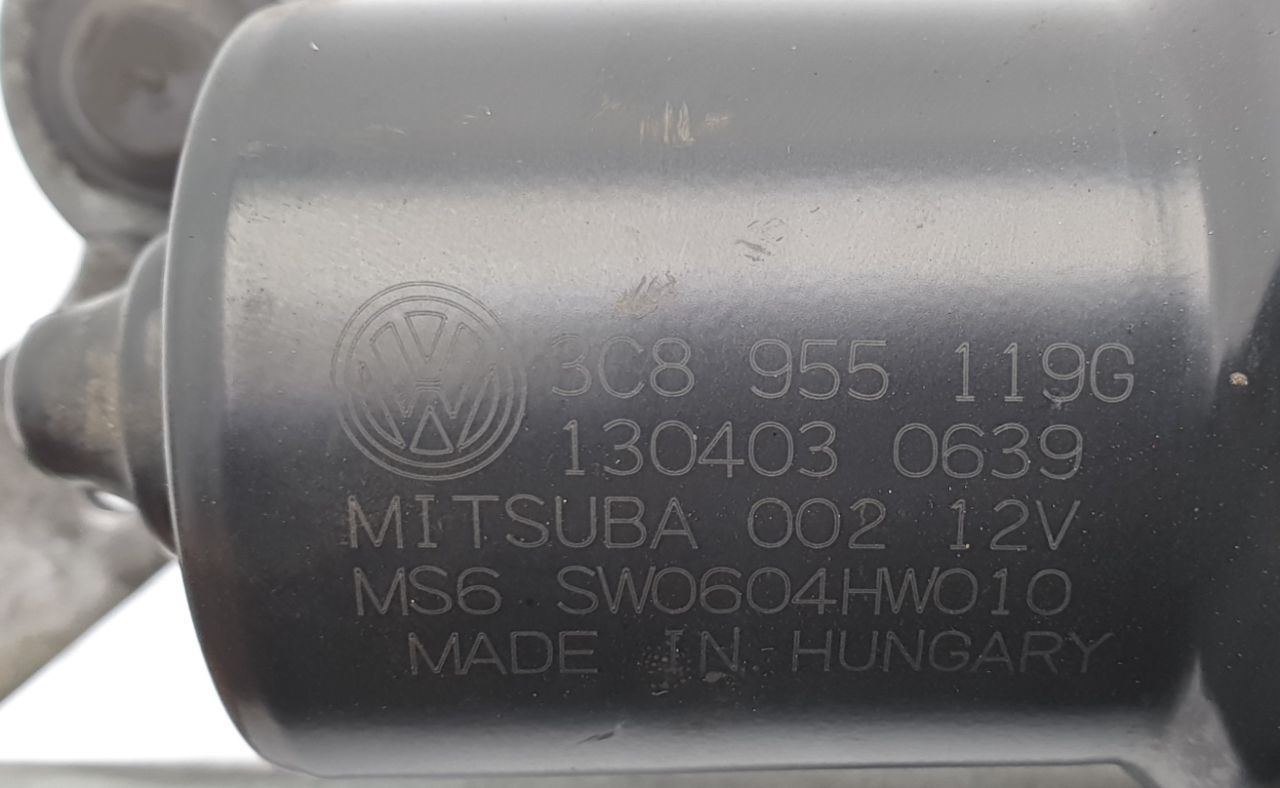 3C8 955 119G
130403 0639
MITSUBA 002 12V
MS6 SW0604HW010
MADE IN HUNGARY